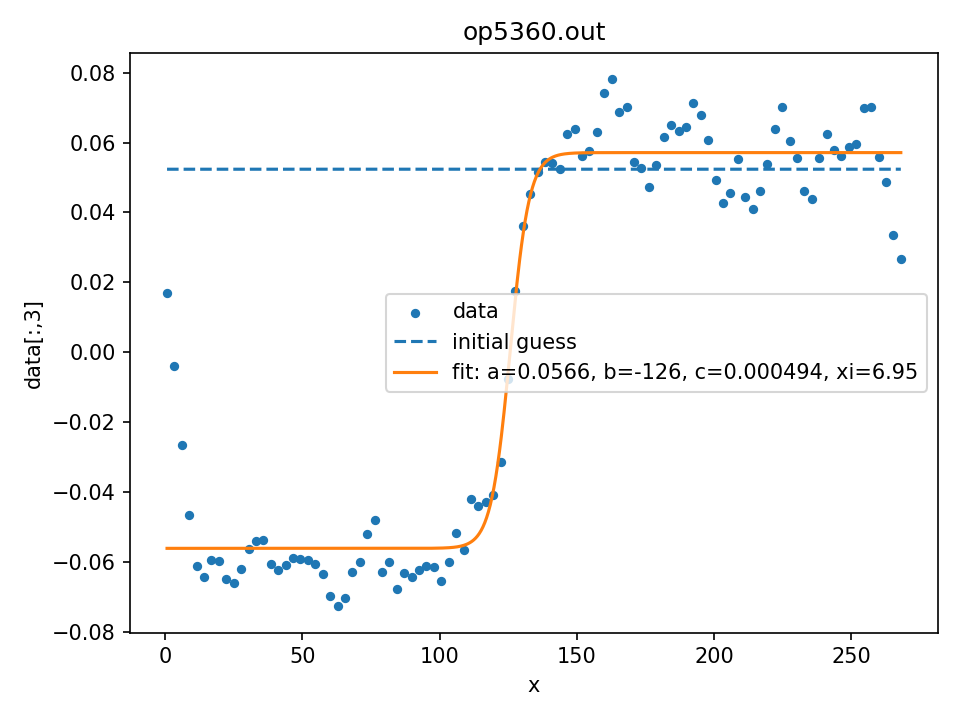 op5360.out
data[:,3]
0.08
0.06
0.04
0.02
0.00
−0.02
−0.04
−0.06
−0.08
data
initial guess
fit: a=0.0566, b=-126, c=0.000494, xi=6.95
0 50 100 150 200 250
x